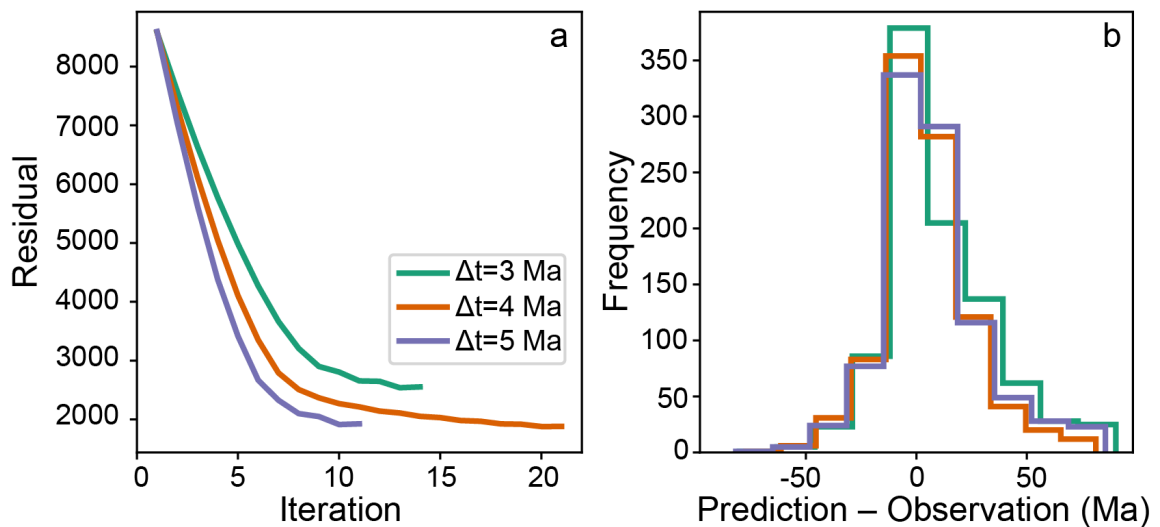 a
Residual
8000
7000
6000
5000
4000
3000
2000
Δt=3 Ma
Δt=4 Ma
Δt=5 Ma
0 5 10 15 20
Iteration
b
Frequency
350
300
250
200
150
100
50
0
-50 0 50
Prediction – Observation (Ma)